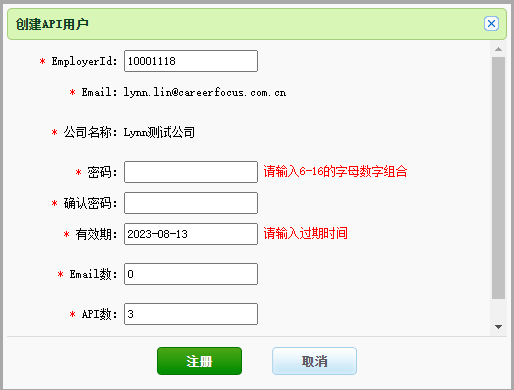 创建API用户
* EmployerId: 10001118
* Email: lynn.lin@careerfocus.com.cn
* 公司名称: Lynn测试公司
* 密码: 请输入6-16的字母数字组合
* 确认密码:
* 有效期: 2023-08-13 请输入过期时间
* Email数: 0
* API数: 3
注册 取消